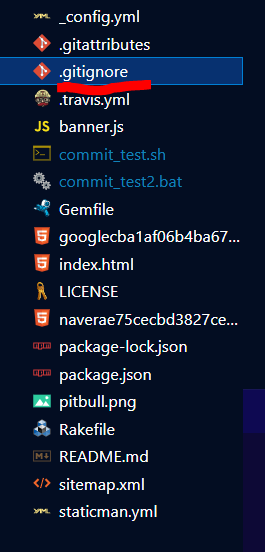 _config.yml
.gitattributes
.gitignore
.travis.yml
JS banner.js
commit_test.sh
commit_test2.bat
Gemfile
googlecba1af06b4ba67...
index.html
LICENSE
naverae75cecbd3827ce...
package-lock.json
package.json
pitbull.png
Rakefile
README.md
sitemap.xml
staticman.yml